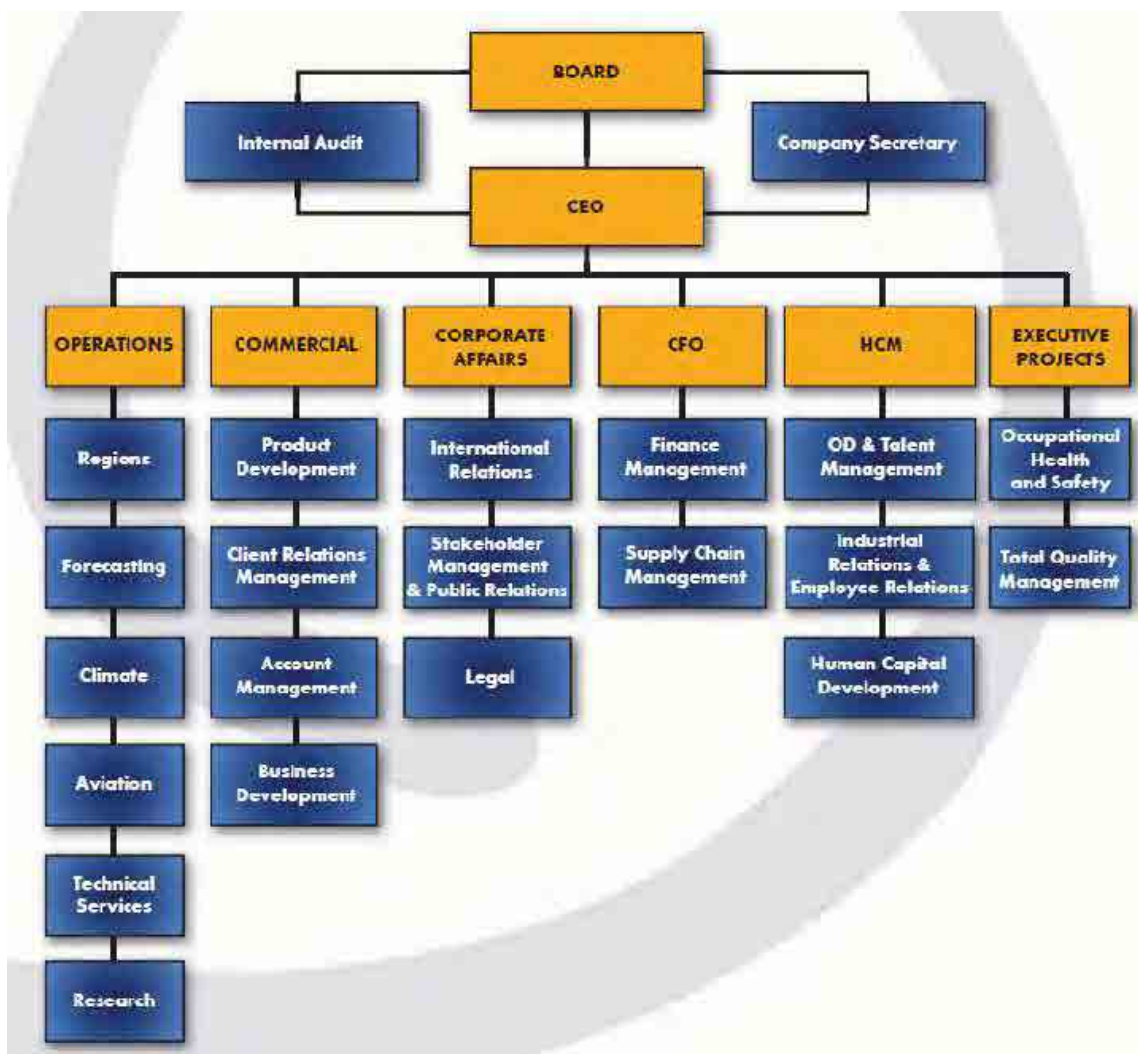 BOARD
Internal Audit
Company Secretary
CEO
OPERATIONS
COMMERCIAL
CORPORATE
AFFAIRS
CFO
HCM
EXECUTIVE
PROJECTS
Regions
Product
Development
International
Relations
Finance
Management
OD & Talent
Management
Occupational
Health
and Safety
Forecasting
Client Relations
Management
Stakeholder
Management
& Public Relations
Supply Chain
Management
Industrial
Relations &
Employee Relations
Total Quality
Management
Climate
Account
Management
Legal
Human Capital
Development
Aviation
Business
Development
Technical
Services
Research